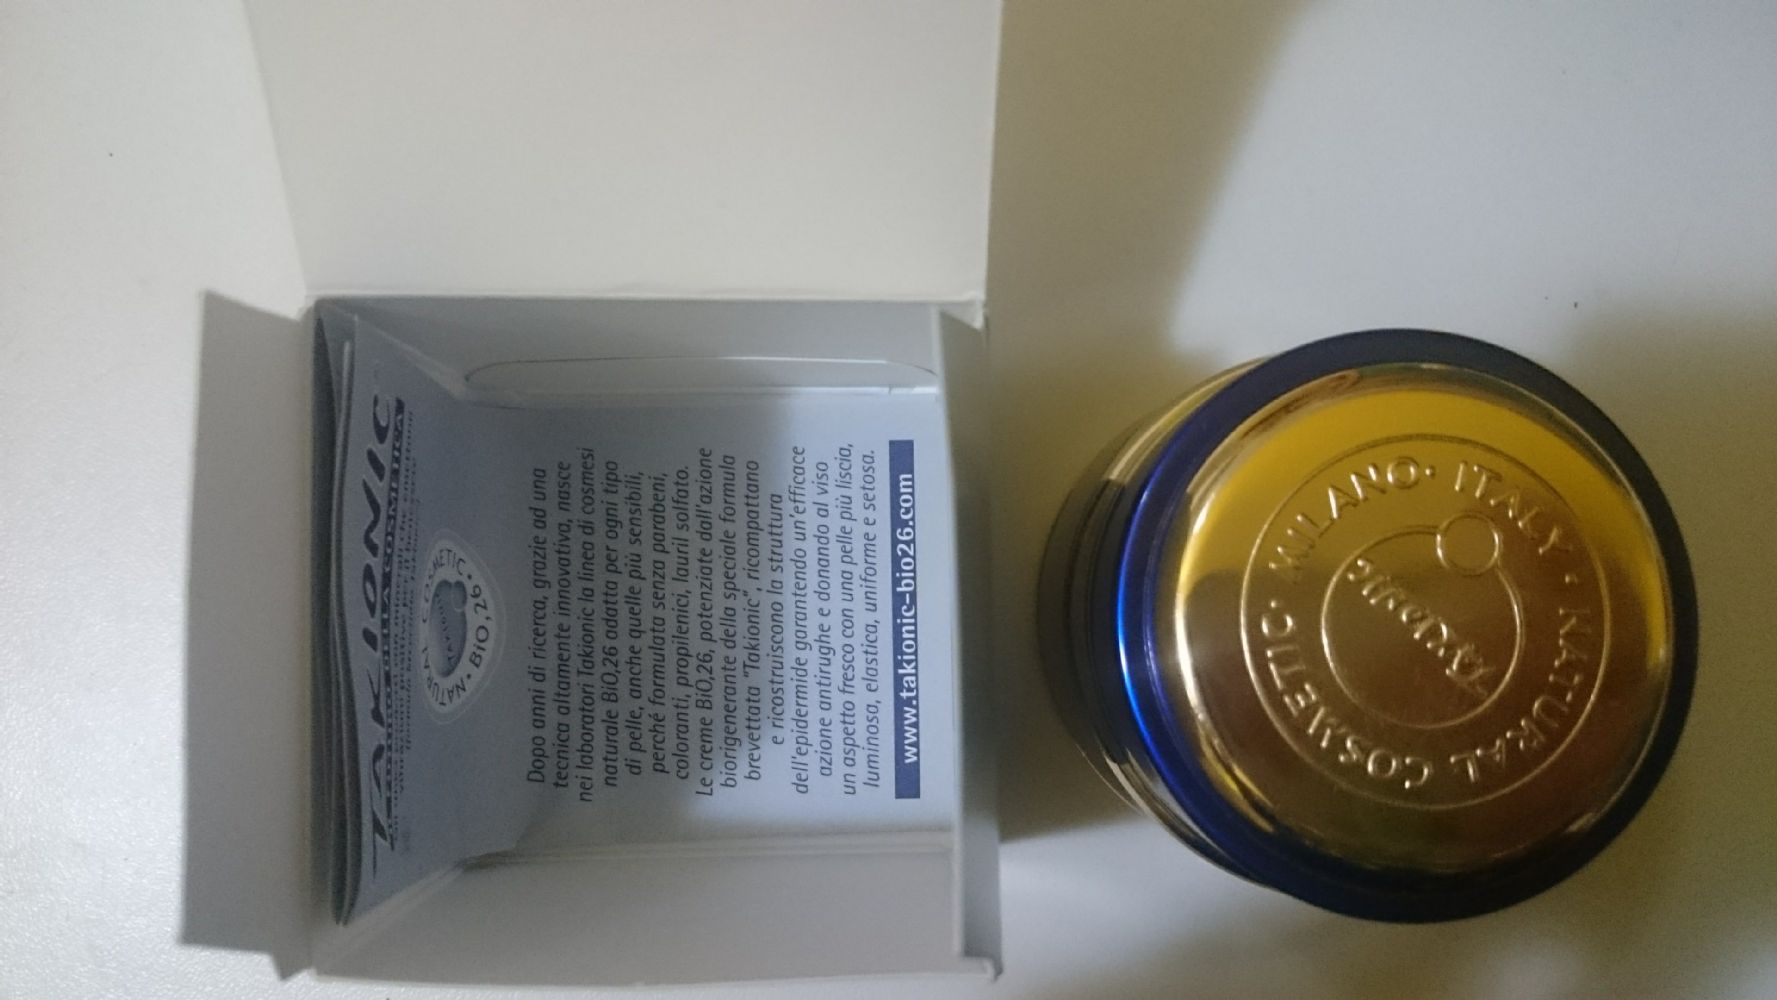 TAKIONIC
NATURAL COSMETIC • BiO,26 •
Dopo anni di ricerca, grazie ad una
tecnica altamente innovativa, nasce
nei laboratori Takionic la linea di cosmesi
naturale BiO,26 adatta per ogni tipo
di pelle, anche quelle più sensibili,
perché formulata senza parabeni,
coloranti, propilenici, lauril solfato.
Le creme BiO,26, potenziate dall'azione
biorigenerante della speciale formula
brevettata "Takionic", ricompattano
e ricostruiscono la struttura
dell'epidermide garantendo un'efficace
azione antirughe e donando al viso
un aspetto fresco con una pelle più liscia,
luminosa, elastica, uniforme e setosa.
www.takionic-bio26.com
MILANO • ITALY • NATURAL COSMETIC •
Takionic